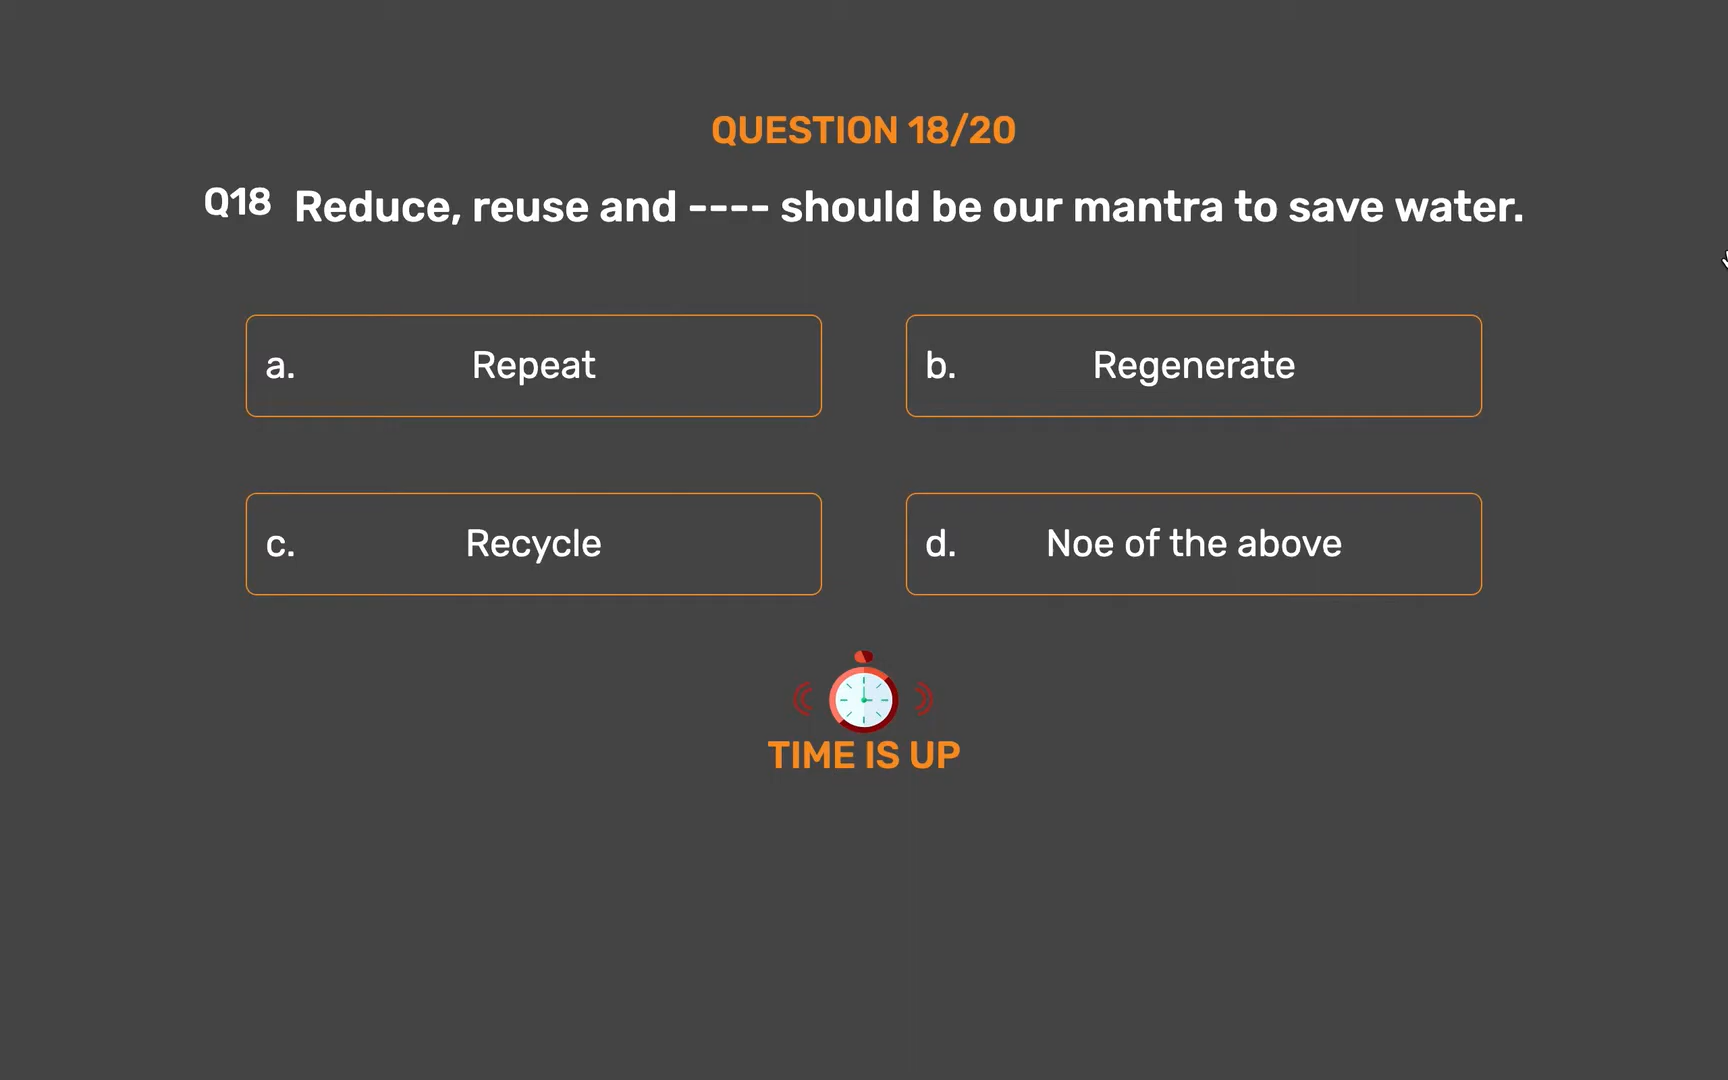 QUESTION 18/20
Q18 Reduce, reuse and ---- should be our mantra to save water.
a. Repeat
b. Regenerate
c. Recycle
d. Noe of the above
TIME IS UP